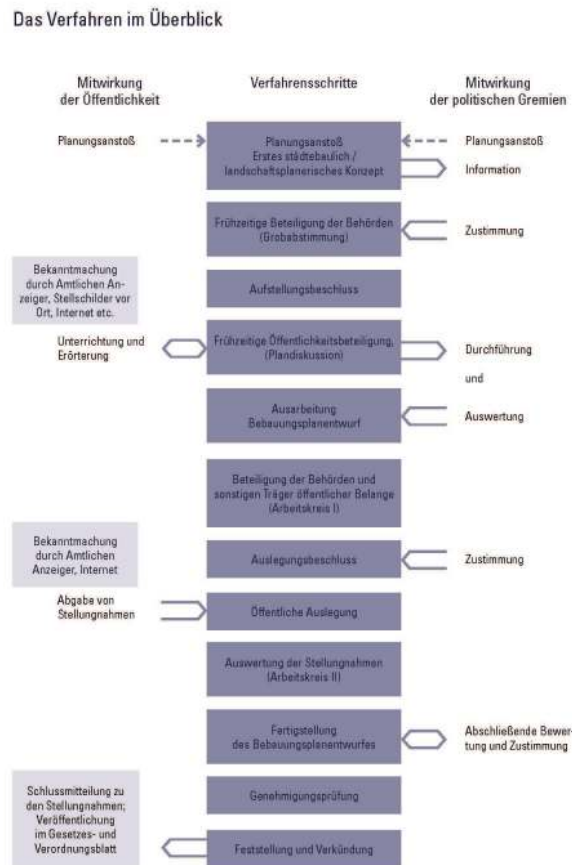 Das Verfahren im Überblick
Mitwirkung
der Öffentlichkeit
Verfahrensschritte
Mitwirkung
der politischen Gremien
Planungsanstoß
Planungsanstoß
Erstes städtebaulich /
landschaftsplanerisches Konzept
Planungsanstoß
Information
Frühzeitige Beteiligung der Behörden
(Grobabstimmung)
Zustimmung
Bekanntmachung
durch Amtlichen An-
zeiger, Stellschilder vor
Ort, Internet etc.
Aufstellungsbeschluss
Unterrichtung und
Erörterung
Frühzeitige Öffentlichkeitsbeteiligung,
(Plandiskussion)
Durchführung
und
Ausarbeitung
Bebauungsplanentwurf
Auswertung
Beteiligung der Behörden und
sonstigen Träger öffentlicher Belange
(Arbeitskreis I)
Bekanntmachung
durch Amtlichen
Anzeiger, Internet
Auslegungsbeschluss
Zustimmung
Abgabe von
Stellungnahmen
Öffentliche Auslegung
Auswertung der Stellungnahmen
(Arbeitskreis II)
Fertigstellung
des Bebauungsplanentwurfes
Abschließende Bewer-
tung und Zustimmung
Genehmigungsprüfung
Schlussmitteilung zu
den Stellungnahmen;
Veröffentlichung
im Gesetzes- und
Verordnungsblatt
Feststellung und Verkündung